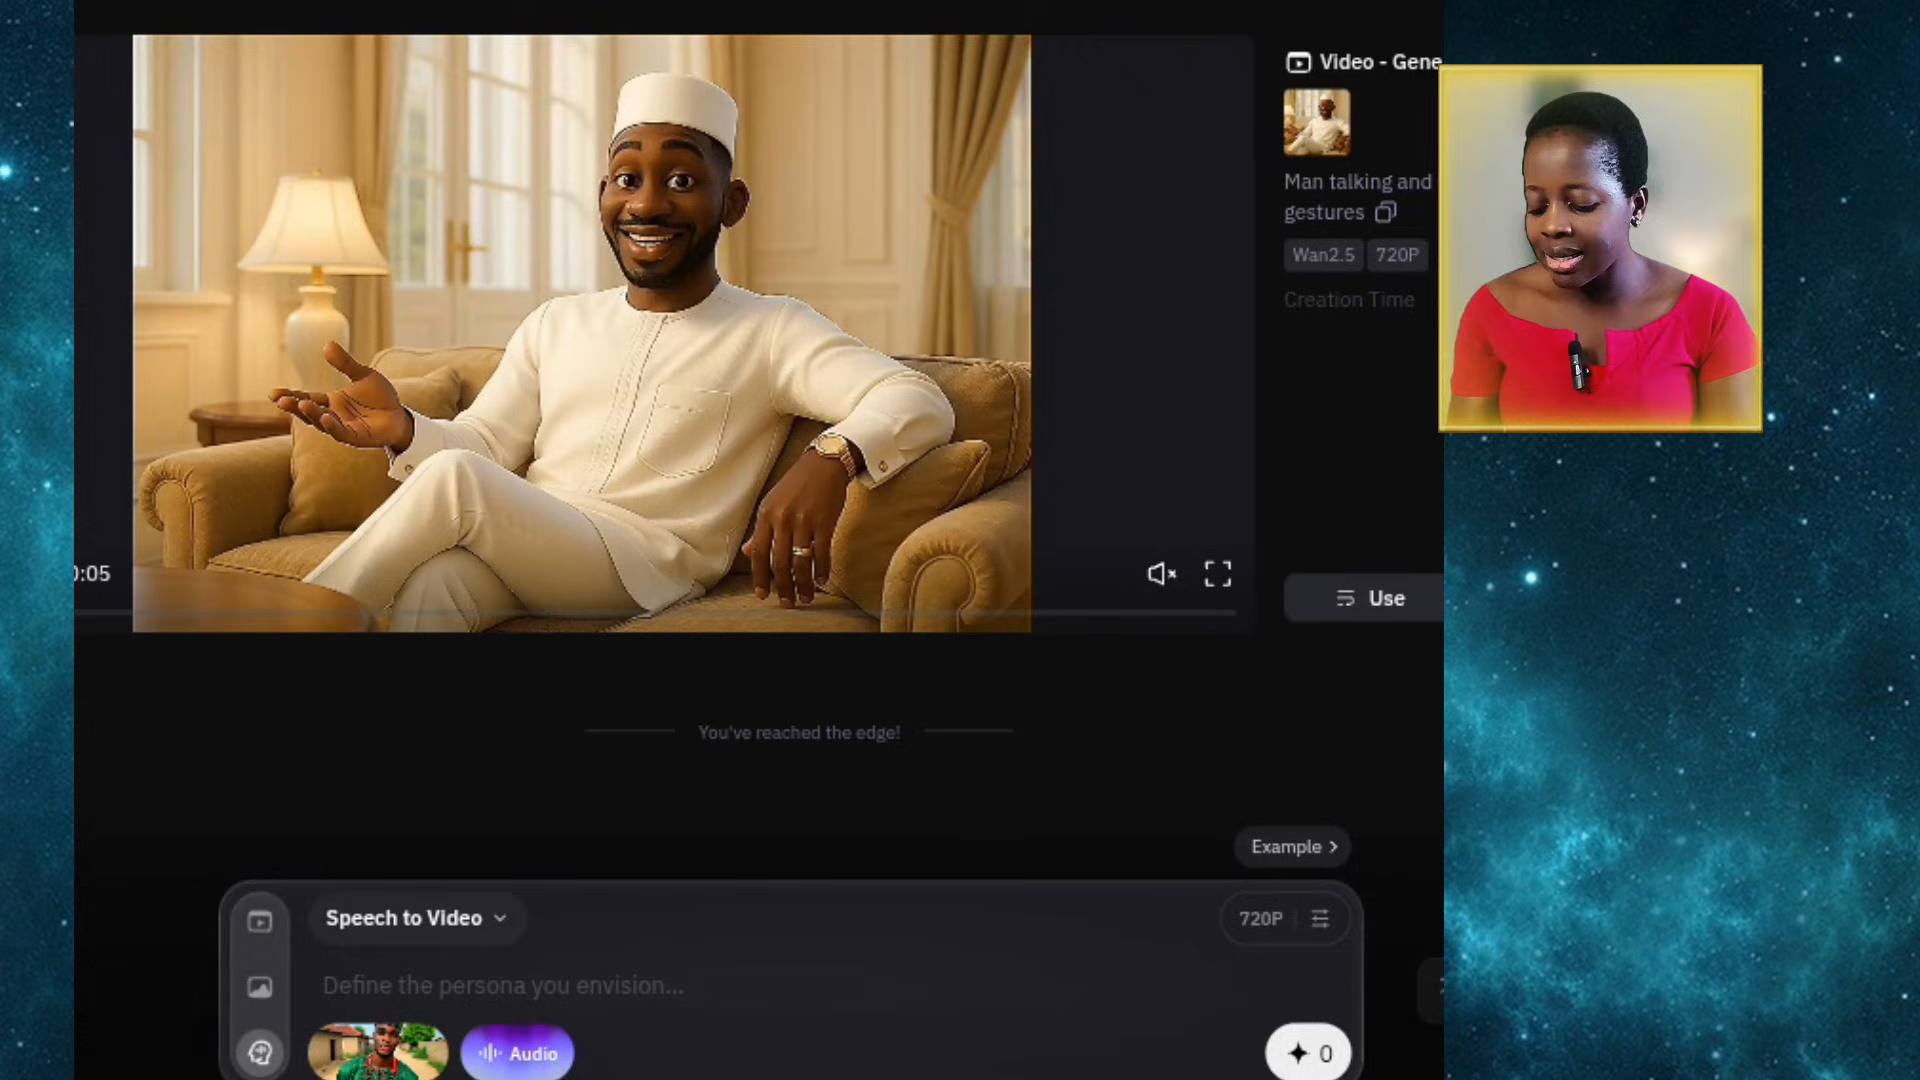 Video - Gene
Man talking and
gestures
Wan2.5 720P
Creation Time
0:05
Use
You've reached the edge!
Example
Speech to Video
720P
Define the persona you envision...
Audio
0